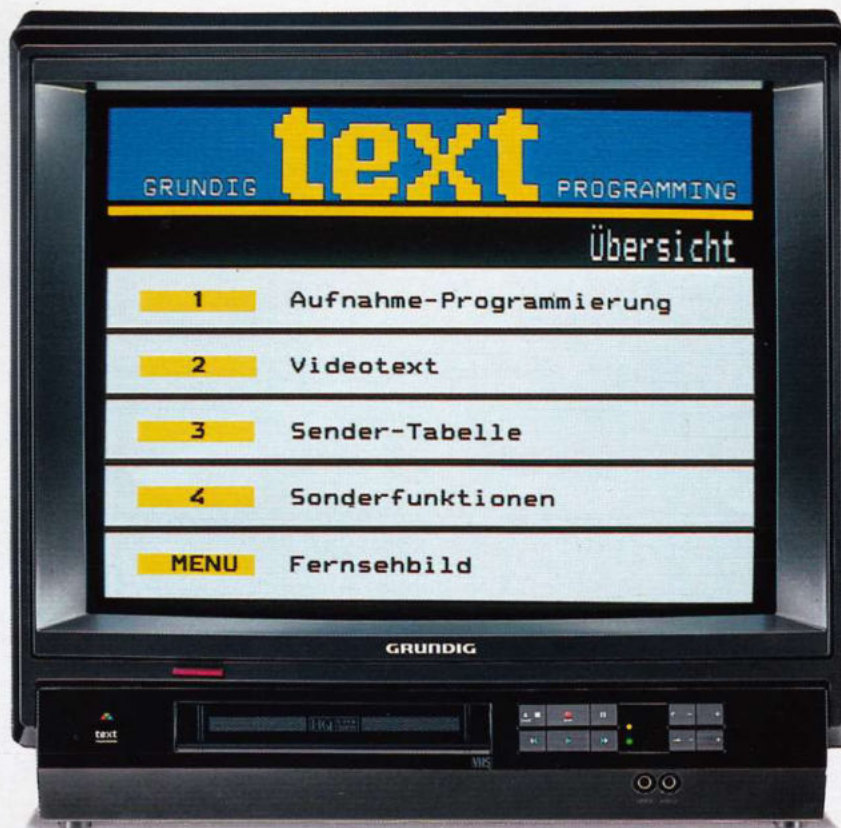 GRUNDIG text PROGRAMMING
Übersicht
1 Aufnahme-Programmierung
2 Videotext
3 Sender-Tabelle
4 Sonderfunktionen
MENU Fernsehbild
GRUNDIG
text
HQ
VHS